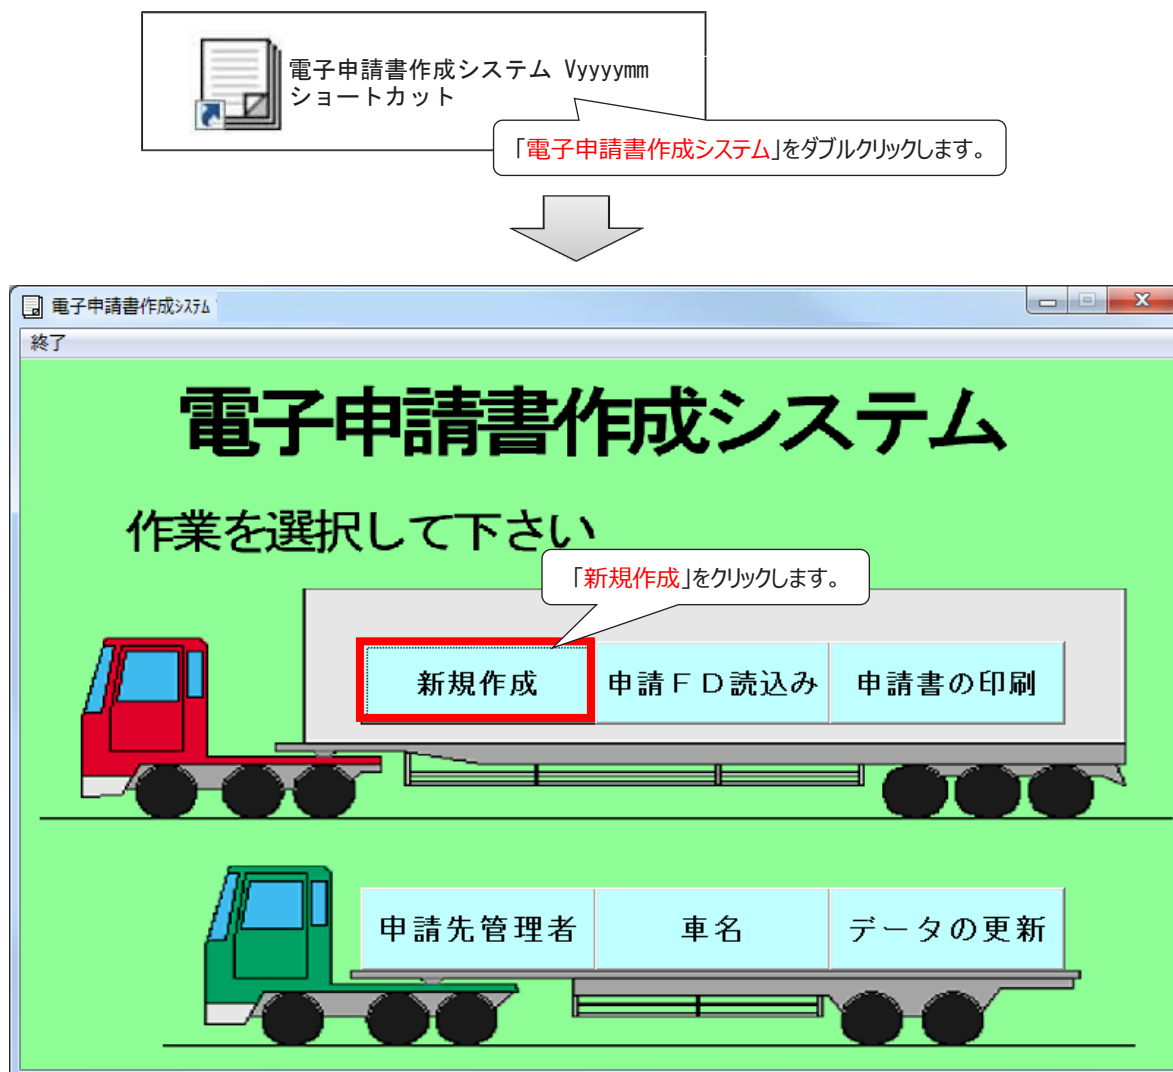 電子申請書作成システム Vyyyymm
ショートカット
「電子申請書作成システム」をダブルクリックします。
電子申請書作成ｼｽﾃﾑ
終了
電子申請書作成システム
作業を選択して下さい
「新規作成」をクリックします。
新規作成 申請ＦＤ読込み 申請書の印刷
申請先管理者 車名 データの更新